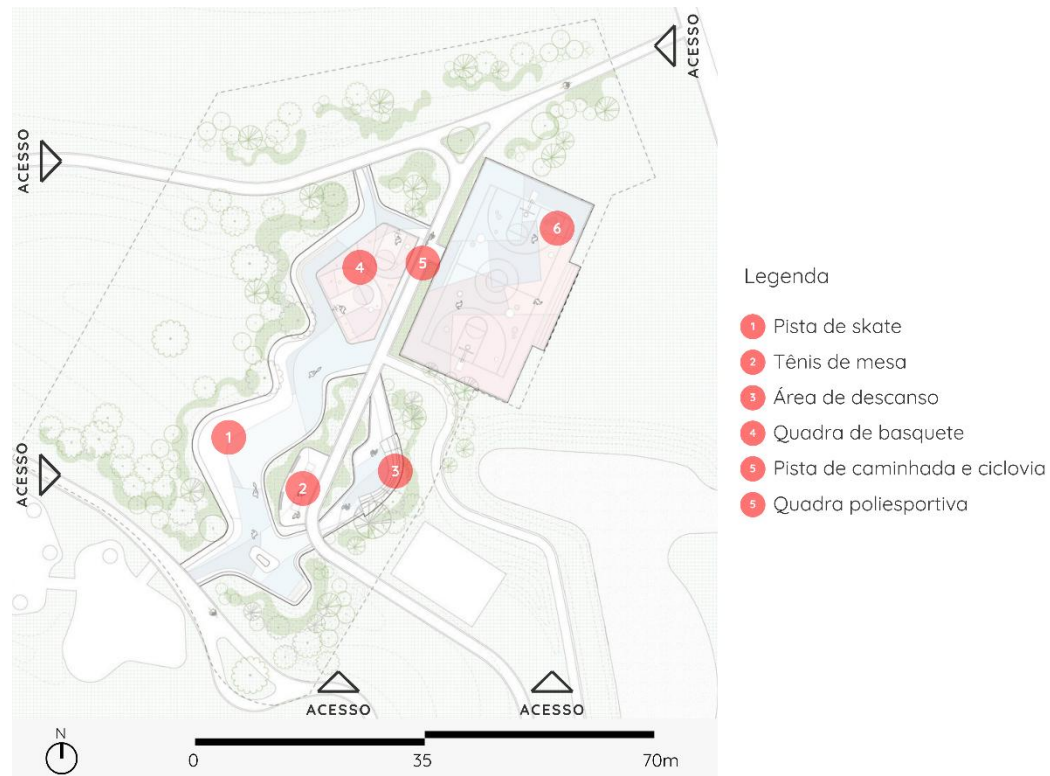 ACESSO
ACESSO
6
4
5
1
3
2
ACESSO
ACESSO
ACESSO
N
0
35
70m
Legenda
1 Pista de skate
2 Tênis de mesa
3 Área de descanso
4 Quadra de basquete
5 Pista de caminhada e ciclovia
5 Quadra poliesportiva